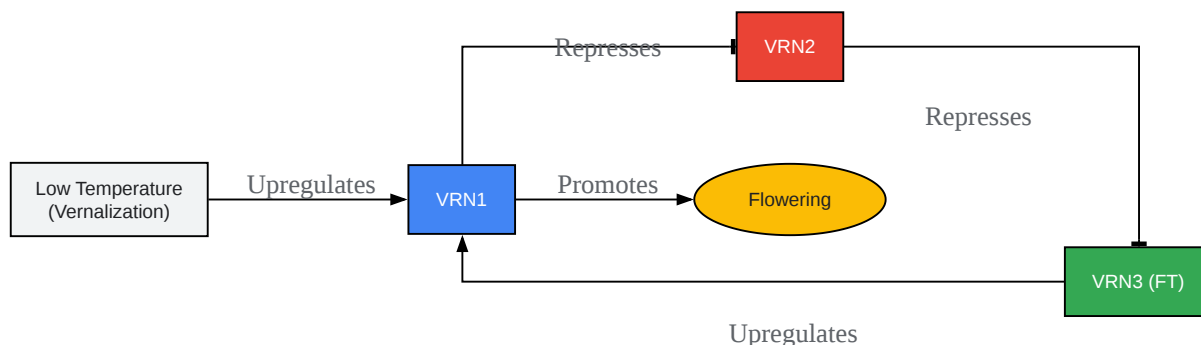 Represses
VRN2
Represses
Low Temperature
(Vernalization)
Upregulates
VRN1
Promotes
Flowering
VRN3 (FT)
Upregulates